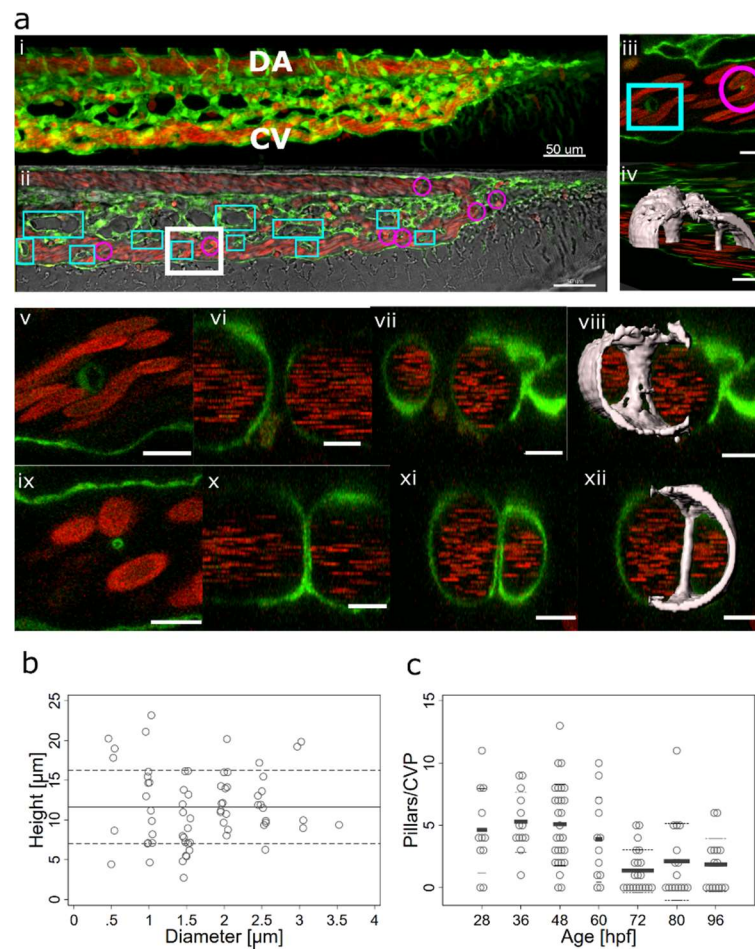 a
i
DA
CV
50 um
ii
iii
iv
v
vi
vii
viii
ix
x
xi
xii
b
Height [µm]
25
20
15
10
5
0
0 .5 1 1.5 2 2.5 3 3.5 4
Diameter [µm]
c
Pillars/CVP
15
10
5
0
28 36 48 60 72 80 96
Age [hpf]